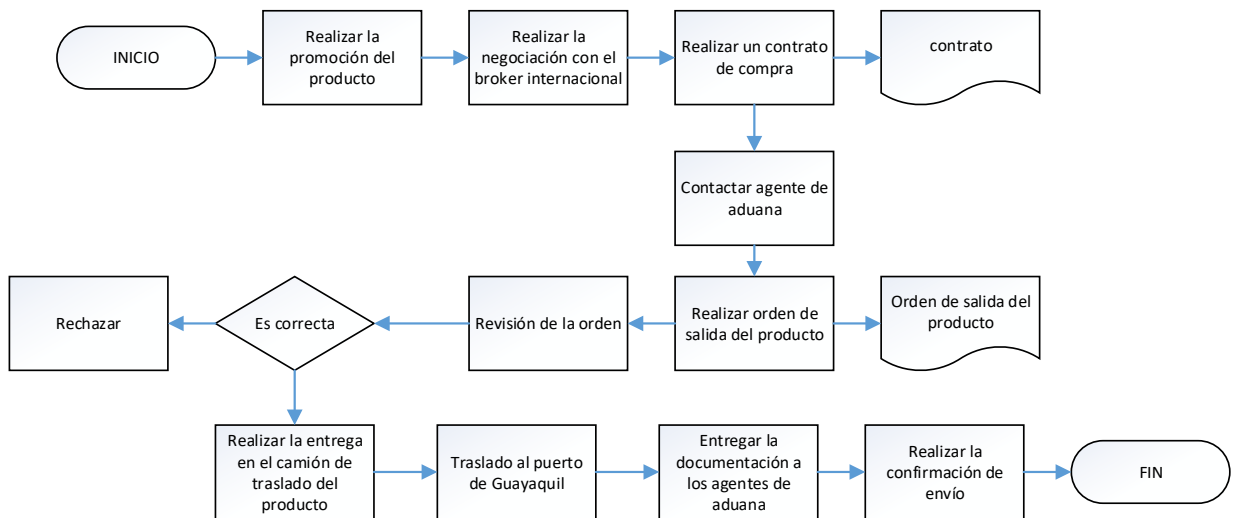 INICIO
Realizar la
promoción del
producto
Realizar la
negociación con el
broker internacional
Realizar un contrato
de compra
contrato
Contactar agente de
aduana
Rechazar
Es correcta
Revisión de la orden
Realizar orden de
salida del producto
Orden de salida del
producto
Realizar la entrega
en el camión de
traslado del
producto
Traslado al puerto
de Guayaquil
Entregar la
documentación a
los agentes de
aduana
Realizar la
confirmación de
envío
FIN